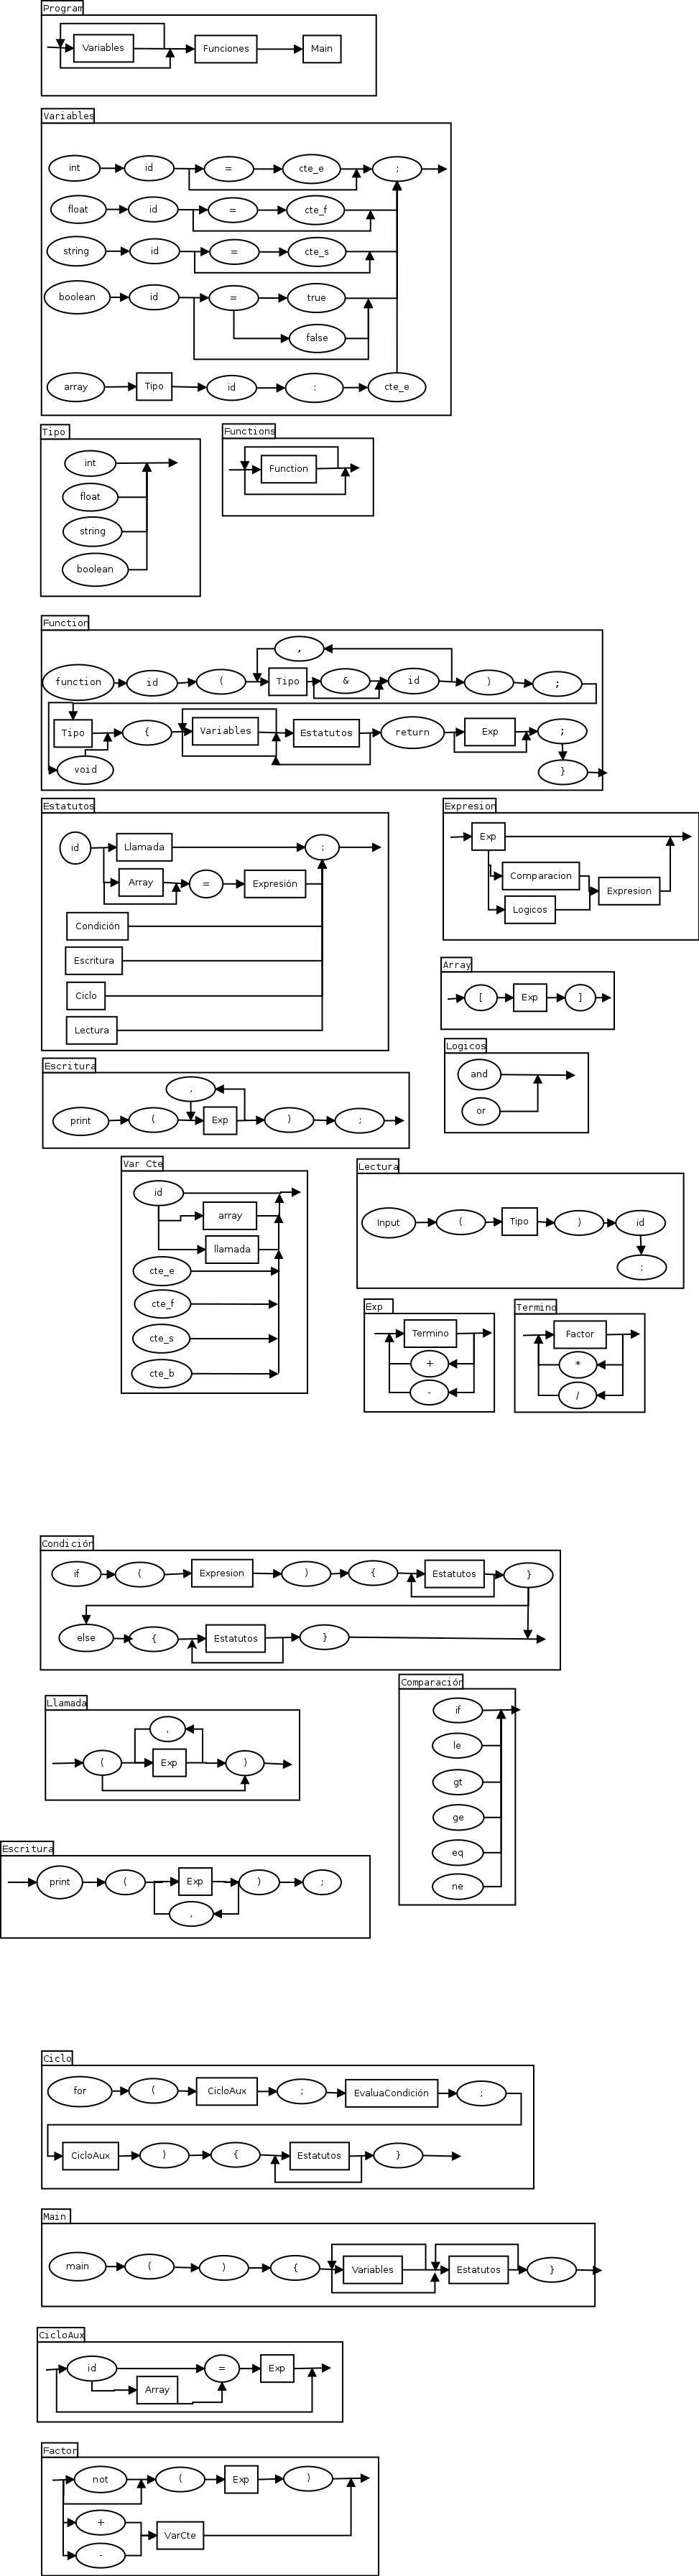 Program
Variables Funciones Main
Variables
int id = cte_e ;
float id = cte_f
string id = cte_s
boolean id = true
false
array Tipo id : cte_e
Tipo
int
float
string
boolean
Functions
Function
Function
,
function id ( Tipo & id ) ;
Tipo { Variables Estatutos return Exp ;
void }
Estatutos
id Llamada ;
Array = Expresión
Condición
Escritura
Ciclo
Lectura
Expresion
Exp
Comparacion
Logicos Expresion
Array
[ Exp ]
Logicos
and
or
Escritura
,
print ( Exp ) ;
Var Cte
id
array
llamada
cte_e
cte_f
cte_s
cte_b
Lectura
Input ( Tipo ) id
;
Exp
Termino
+
-
Termino
Factor
*
/
Condición
if ( Expresion ) { Estatutos }
else { Estatutos }
Llamada
,
( Exp )
Comparación
if
le
gt
ge
eq
ne
Escritura
print ( Exp ) ;
,
Ciclo
for ( CicloAux ; EvaluaCondición ;
CicloAux ) { Estatutos }
Main
main ( ) { Variables Estatutos }
CicloAux
id = Exp
Array
Factor
not ( Exp )
+
- VarCte